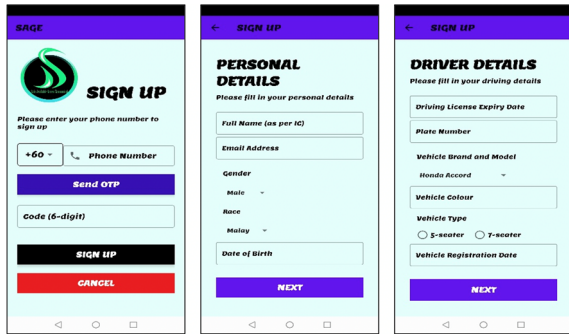 SAGE
SIGN UP
Please enter your phone number to
sign up
+60
Phone Number
Send OTP
Code (6-digit)
SIGN UP
CANCEL
SIGN UP
PERSONAL
DETAILS
Please fill in your personal details
Full Name (as per IC)
Email Address
Gender
Male
Race
Malay
Date of Birth
NEXT
SIGN UP
DRIVER DETAILS
Please fill in your driving details
Driving License Expiry Date
Plate Number
Vehicle Brand and Model
Honda Accord
Vehicle Colour
Vehicle Type
5-seater 7-seater
Vehicle Registration Date
NEXT